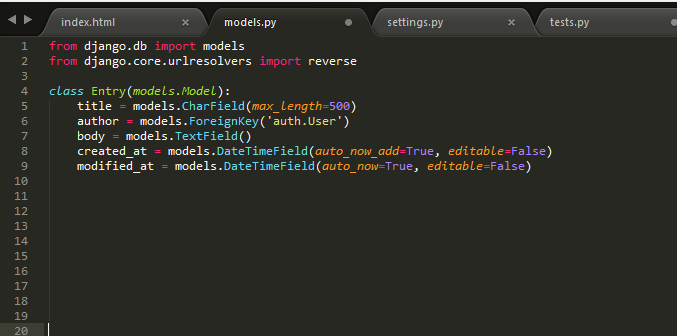 index.html × models.py settings.py × tests.py
1 from django.db import models
2 from django.core.urlresolvers import reverse
3
4 class Entry(models.Model):
5     title = models.CharField(max_length=500)
6     author = models.ForeignKey('auth.User')
7     body = models.TextField()
8     created_at = models.DateTimeField(auto_now_add=True, editable=False)
9     modified_at = models.DateTimeField(auto_now=True, editable=False)
10
11
12
13
14
15
16
17
18
19
20